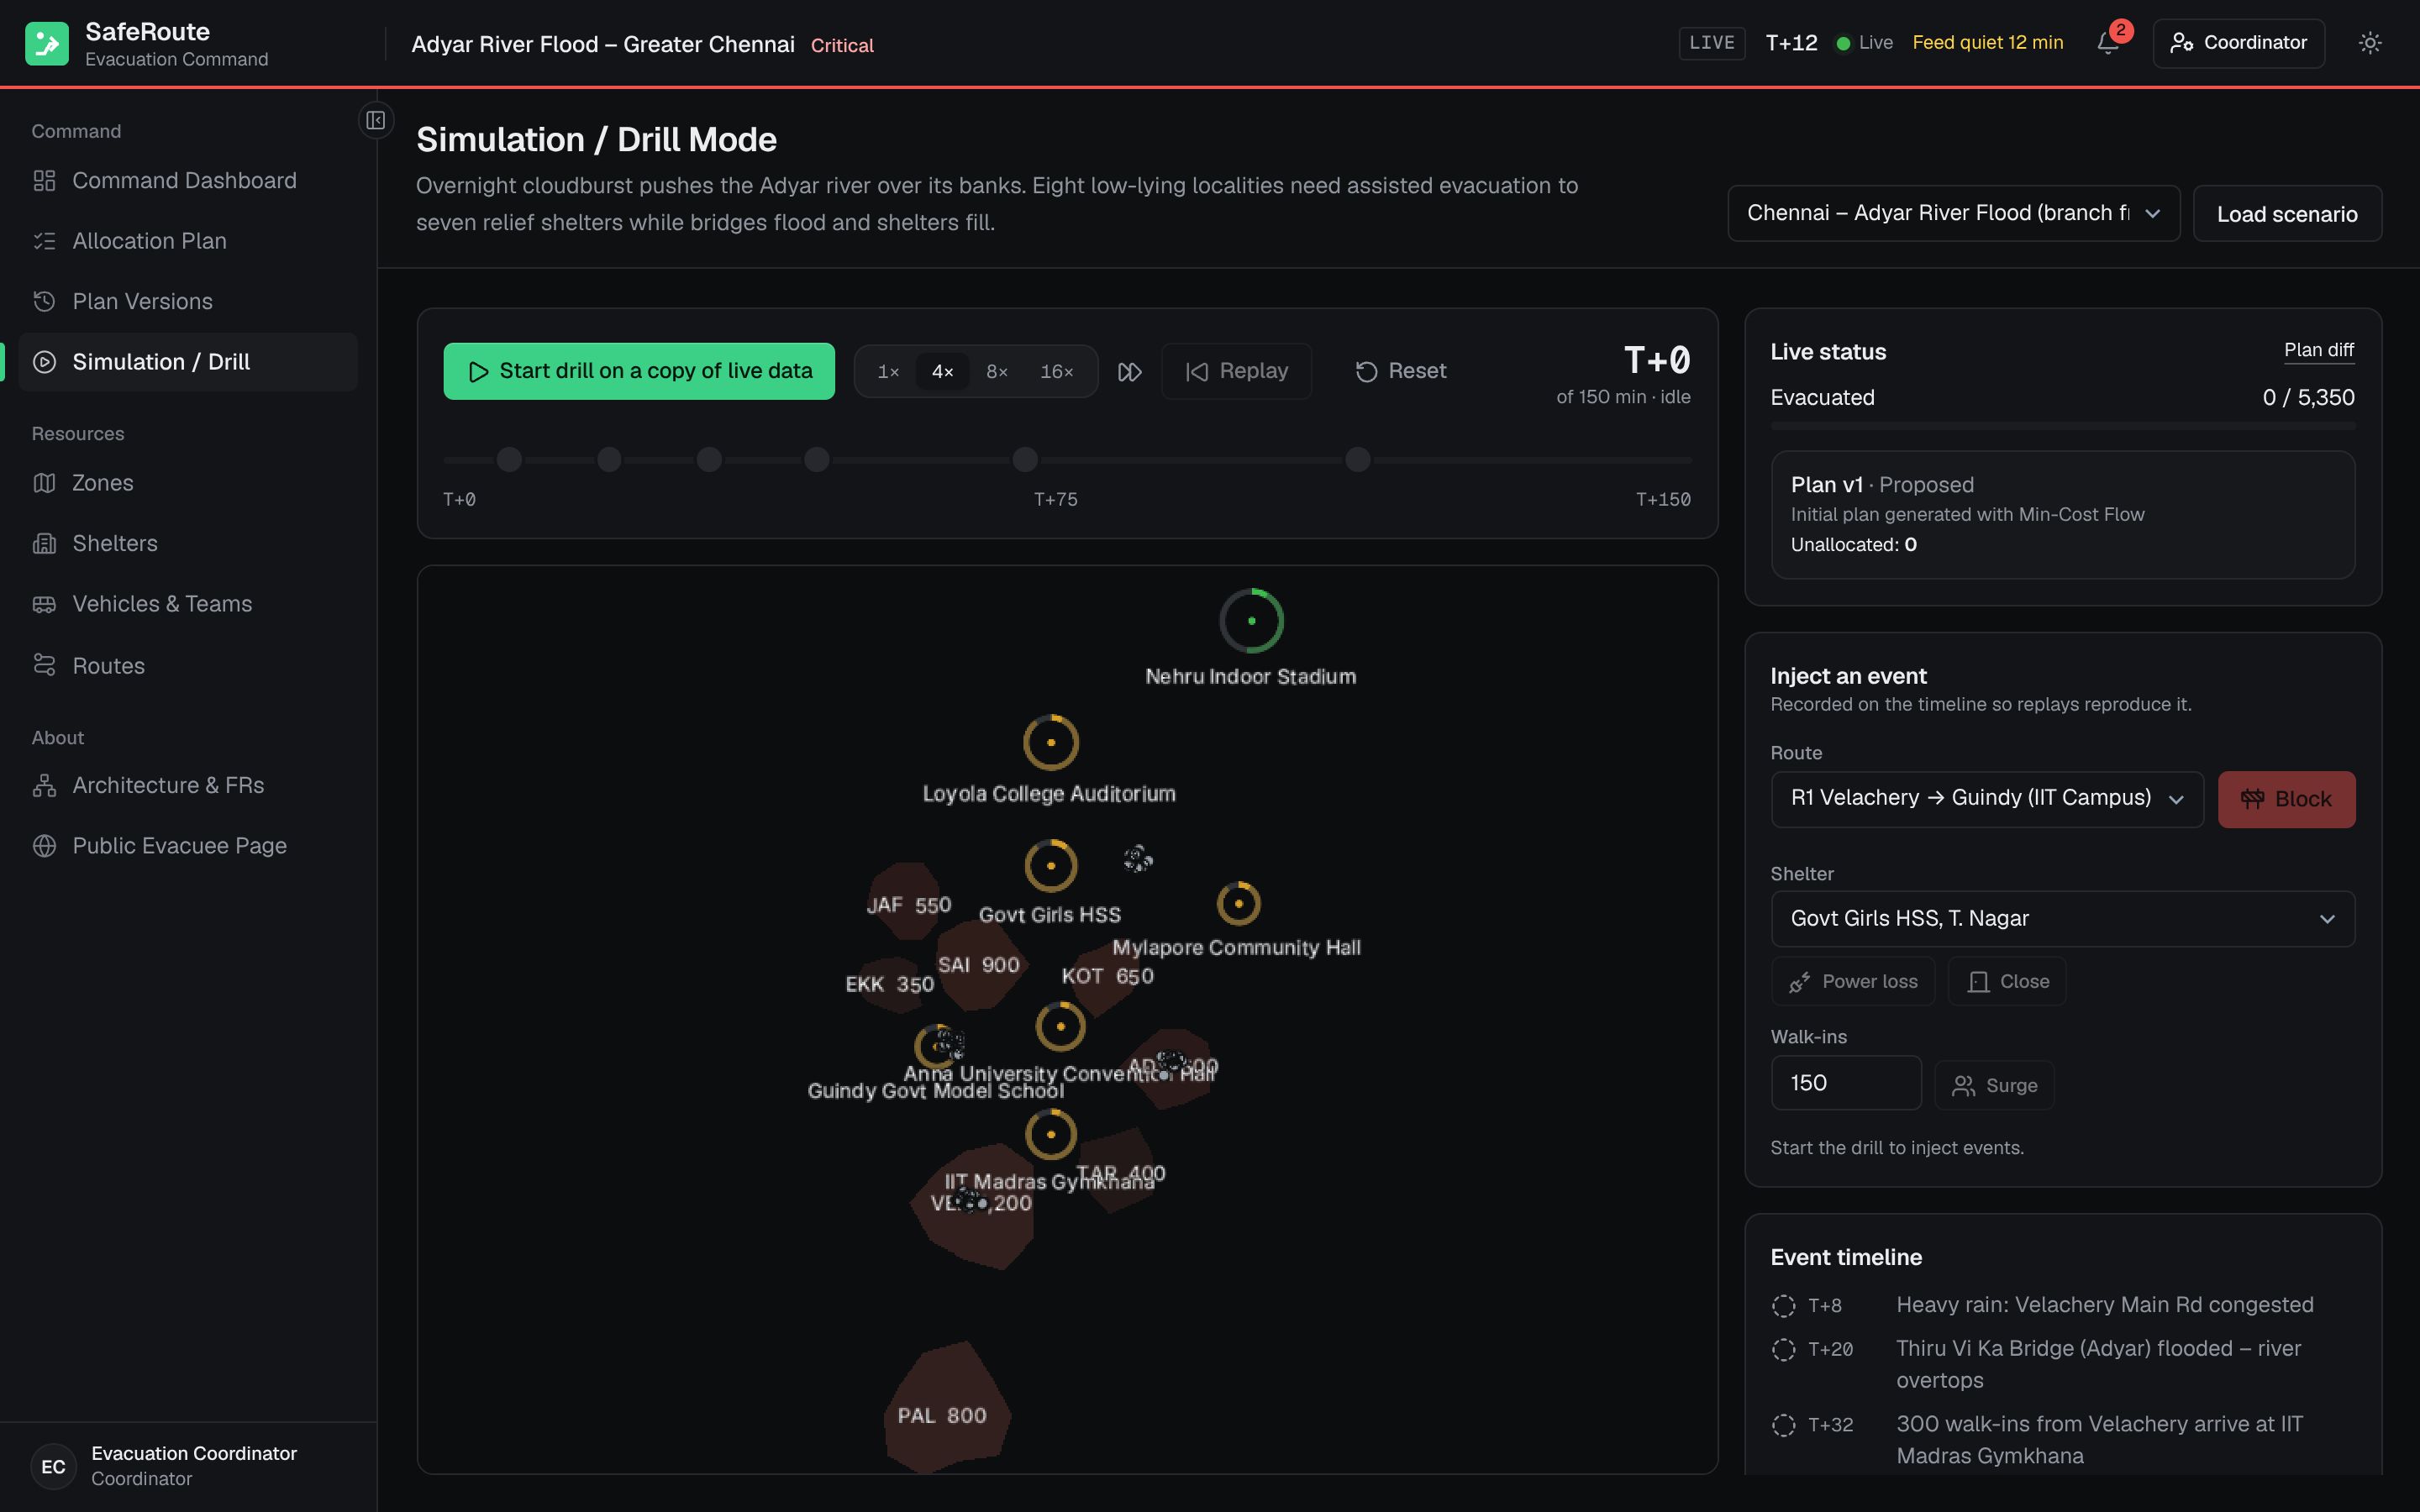 SafeRoute
Evacuation Command
Adyar River Flood – Greater Chennai Critical
LIVE T+12 Live Feed quiet 12 min 2 Coordinator
Command
Command Dashboard
Allocation Plan
Plan Versions
Simulation / Drill
Resources
Zones
Shelters
Vehicles & Teams
Routes
About
Architecture & FRs
Public Evacuee Page
EC
Evacuation Coordinator
Coordinator
Simulation / Drill Mode
Overnight cloudburst pushes the Adyar river over its banks. Eight low-lying localities need assisted evacuation to
seven relief shelters while bridges flood and shelters fill.
Chennai – Adyar River Flood (branch
Load scenario
Start drill on a copy of live data
1× 4× 8× 16×
Replay
Reset
T+0
of 150 min · idle
T+0 T+75 T+150
Nehru Indoor Stadium
Loyola College Auditorium
JAF 550
Govt Girls HSS
Mylapore Community Hall
SAI 900
KOT 650
EKK 350
Anna University Convention Hall
Guindy Govt Model School
TAR 400
IIT Madras Gymkhana
PAL 800
Live status
Plan diff
Evacuated 0 / 5,350
Plan v1 · Proposed
Initial plan generated with Min-Cost Flow
Unallocated: 0
Inject an event
Recorded on the timeline so replays reproduce it.
Route
R1 Velachery → Guindy (IIT Campus)
Block
Shelter
Govt Girls HSS, T. Nagar
Power loss
Close
Walk-ins
150
Surge
Start the drill to inject events.
Event timeline
T+8 Heavy rain: Velachery Main Rd congested
T+20 Thiru Vi Ka Bridge (Adyar) flooded – river
overtops
T+32 300 walk-ins from Velachery arrive at IIT
Madras Gymkhana